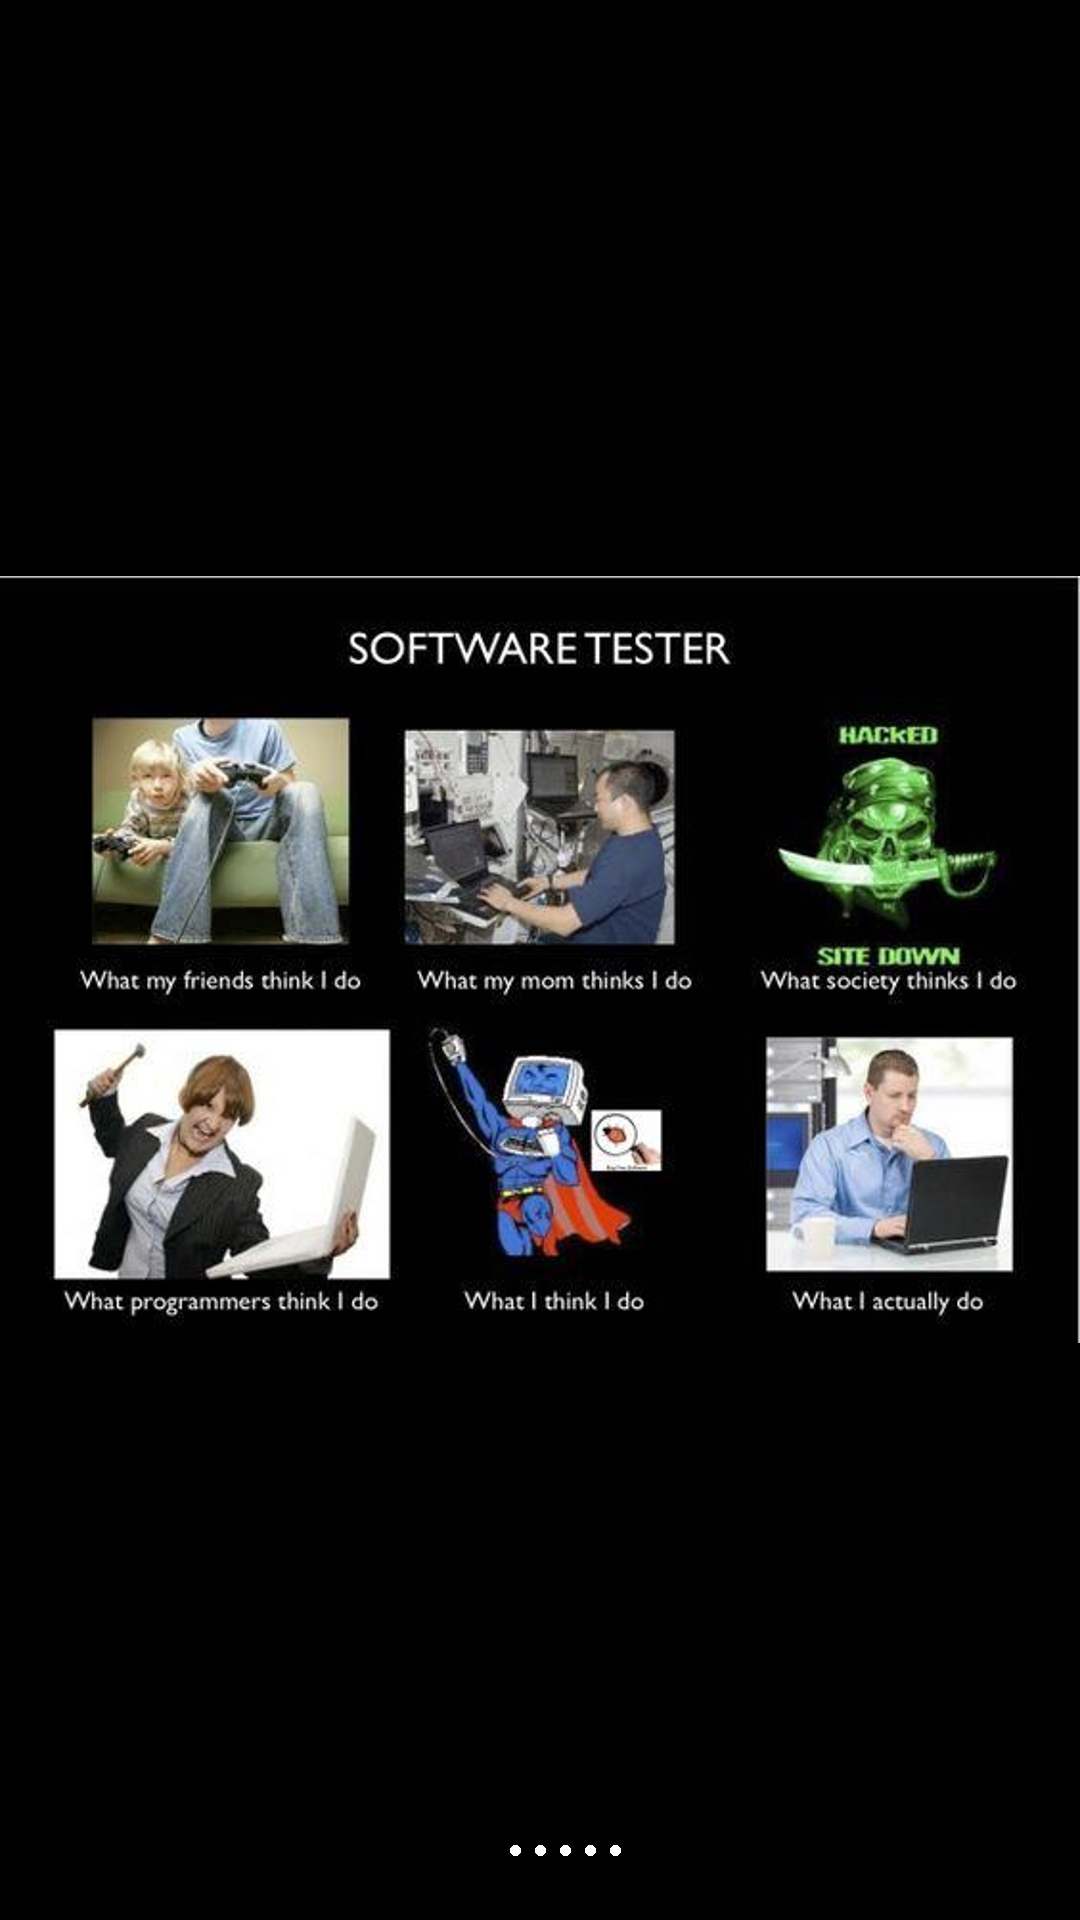 SOFTWARE TESTER
HACKED
SITE DOWN
What my friends think I do
What my mom thinks I do
What society thinks I do
What programmers think I do
What I think I do
What I actually do